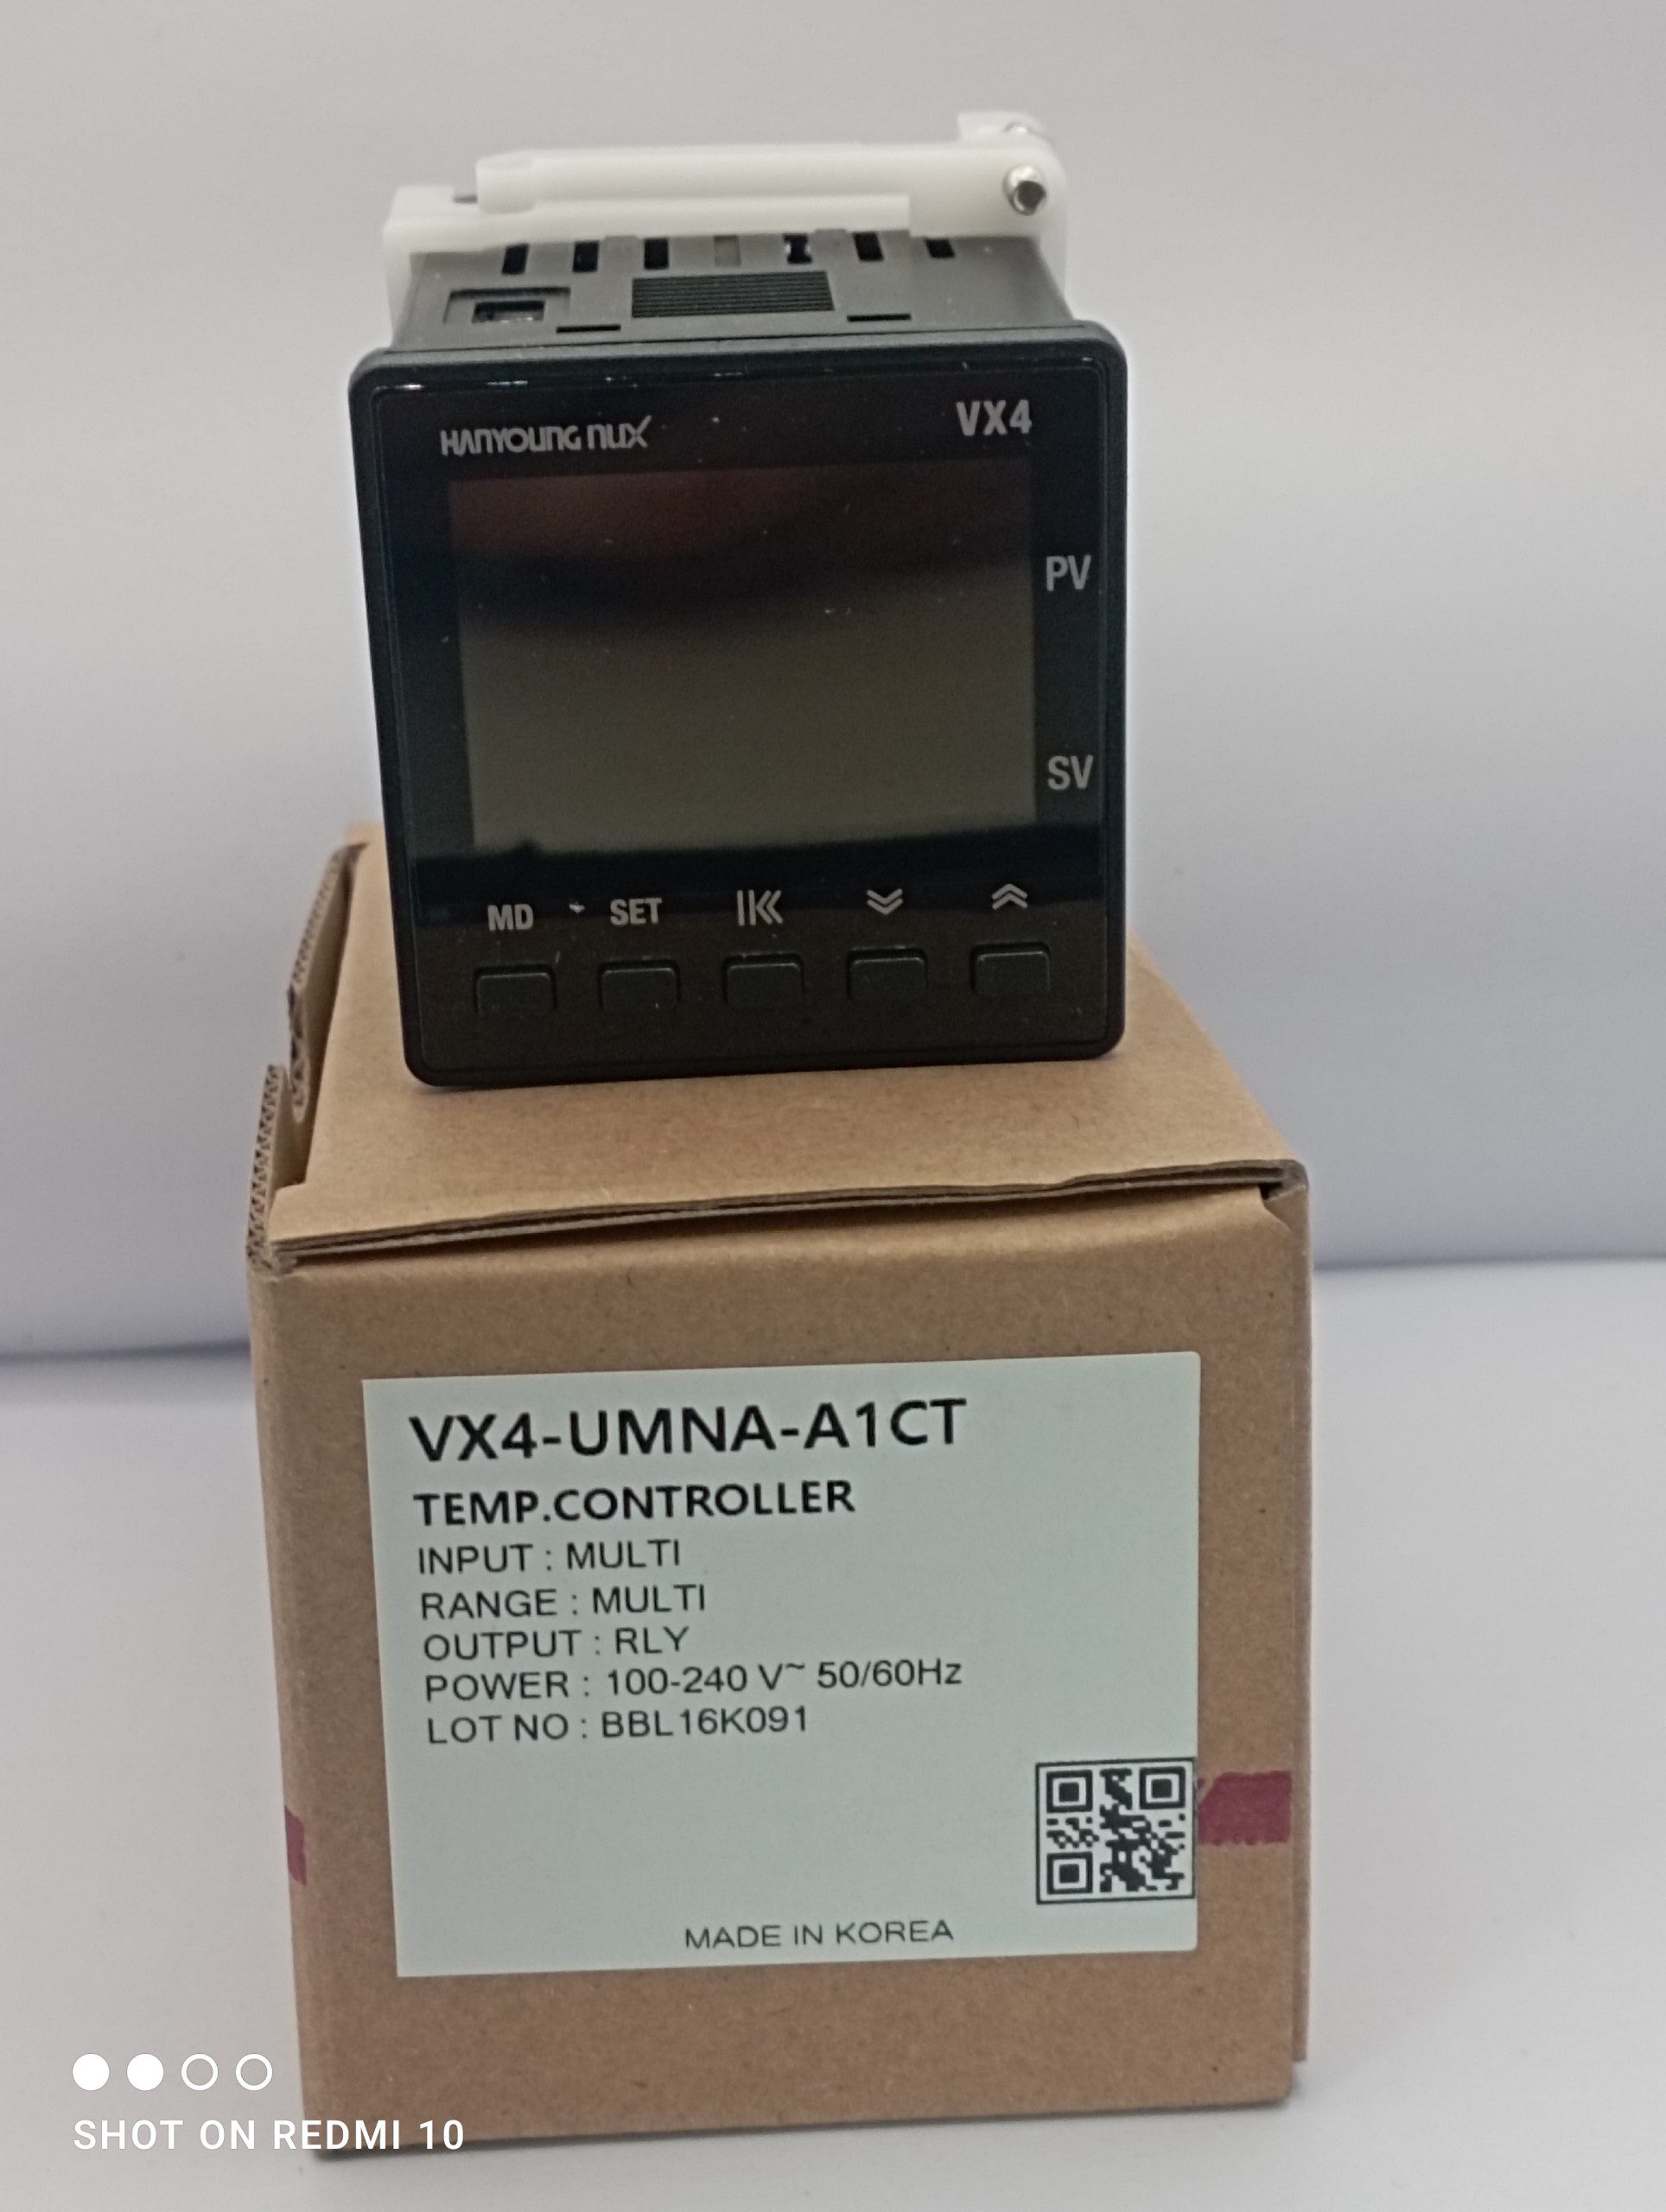 HANYOUNG NUX
VX4
PV
SV
MD SET
VX4-UMNA-A1CT
TEMP.CONTROLLER
INPUT : MULTI
RANGE : MULTI
OUTPUT : RLY
POWER : 100-240 V~ 50/60Hz
LOT NO : BBL16K091
MADE IN KOREA
SHOT ON REDMI 10